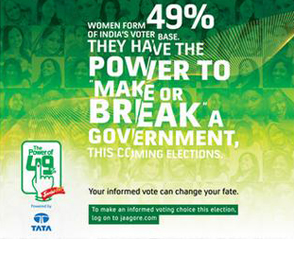 WOMEN FORM 49%
OF INDIA'S VOTER BASE.
THEY HAVE THE
POWER TO
"MAKE OR
BREAK" A
GOVERNMENT,
THIS COMING ELECTIONS.
The
Power of
49
Powered by
TATA
Your informed vote can change your fate.
To make an informed voting choice this election,
log on to jaagore.com